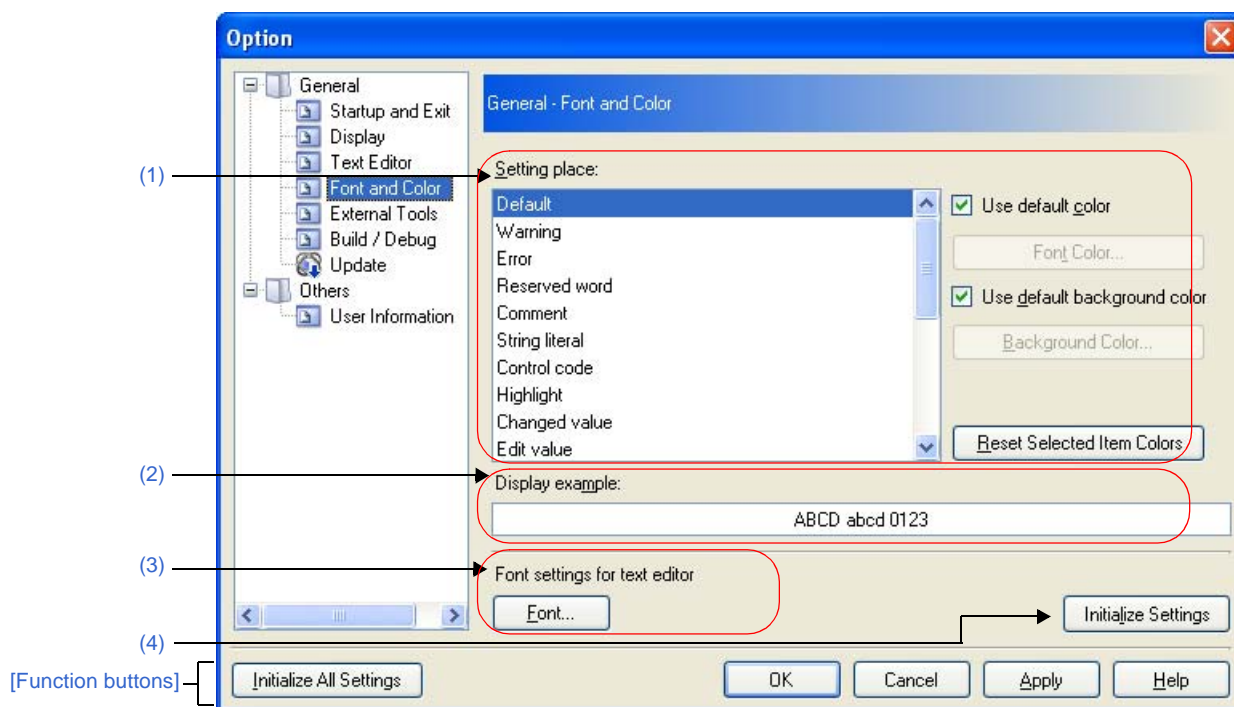 Option
General
Startup and Exit
Display
Text Editor
Font and Color
External Tools
Build / Debug
Update
Others
User Information
General - Font and Color
(1)
Setting place:
Default
Warning
Error
Reserved word
Comment
String literal
Control code
Highlight
Changed value
Edit value
Use default color
Font Color...
Use default background color
Background Color...
Reset Selected Item Colors
(2)
Display example:
ABCD abcd 0123
(3)
Font settings for text editor
Font...
(4)
Initialize Settings
[Function buttons]
Initialize All Settings
OK
Cancel
Apply
Help